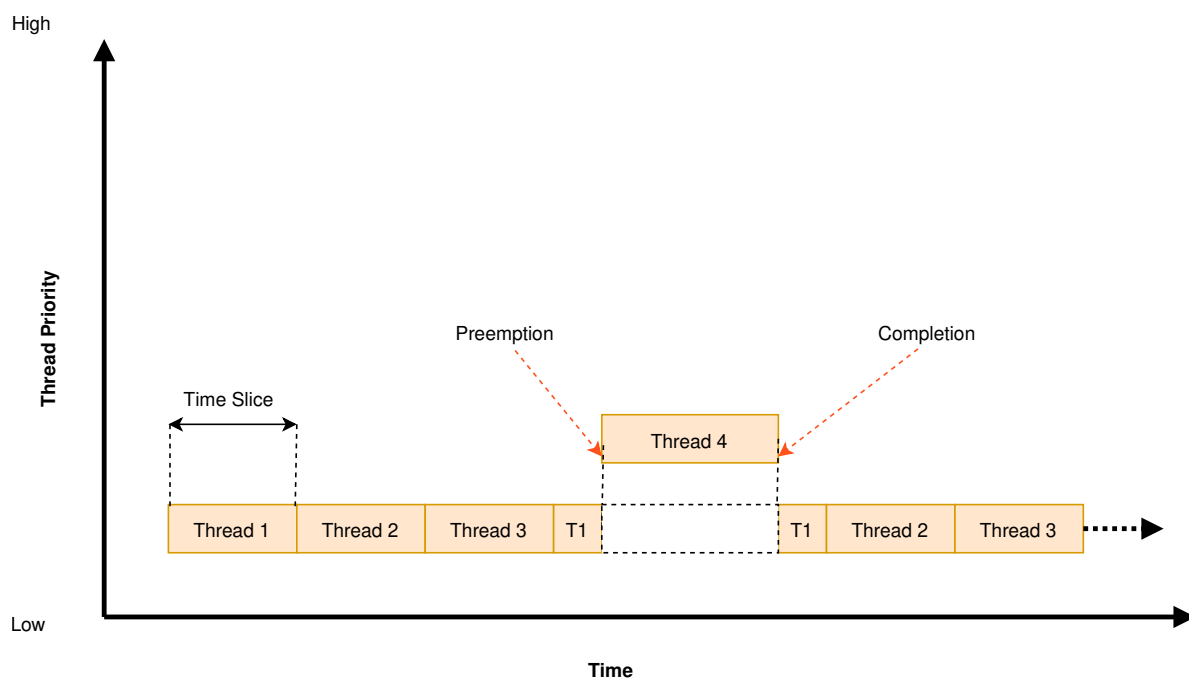 High
Thread Priority
Preemption
Completion
Time Slice
Thread 4
Thread 1
Thread 2
Thread 3
T1
T1
Thread 2
Thread 3
Low
Time